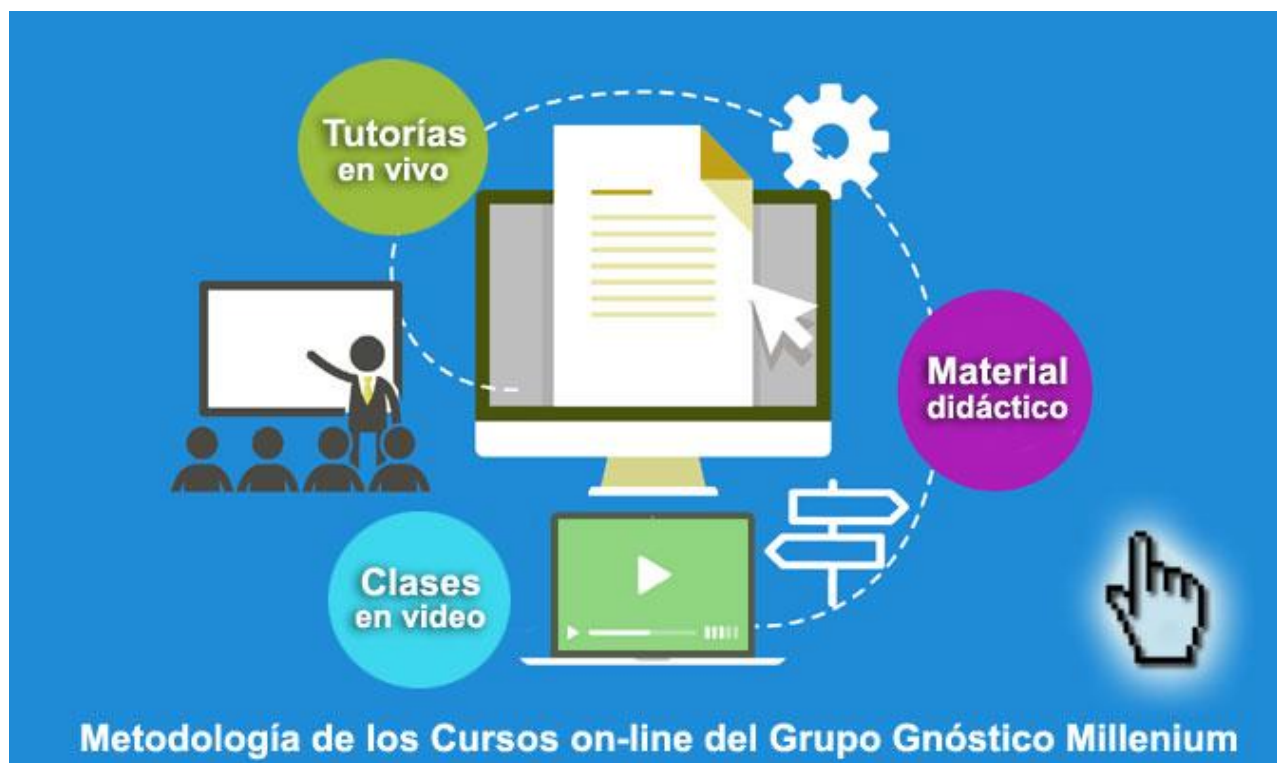 Tutorías
en vivo
Material
didáctico
Clases
en video
Metodología de los Cursos on-line del Grupo Gnóstico Millenium